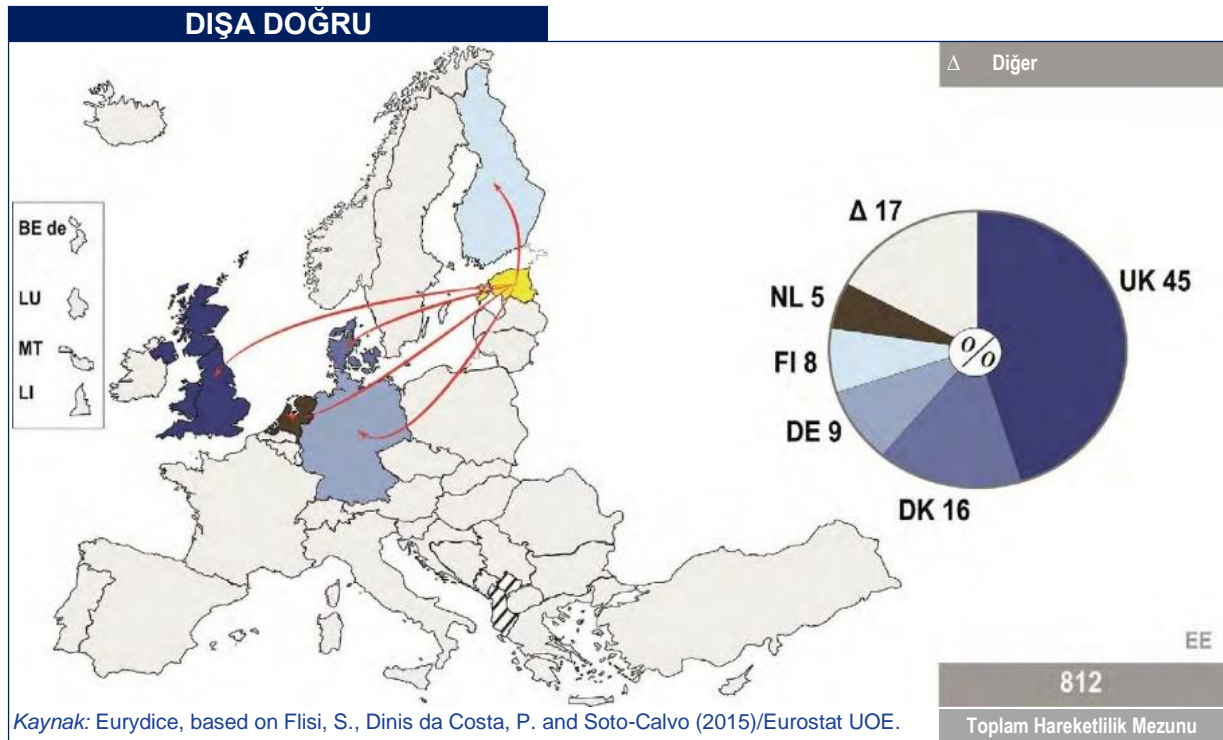 DIŞA DOĞRU
Δ Diğer
BE de
LU
MT
LI
Δ 17
UK 45
NL 5
FI 8
DE 9
DK 16
%
EE
812
Toplam Hareketlilik Mezunu
Kaynak: Eurydice, based on Flisi, S., Dinis da Costa, P. and Soto-Calvo (2015)/Eurostat UOE.